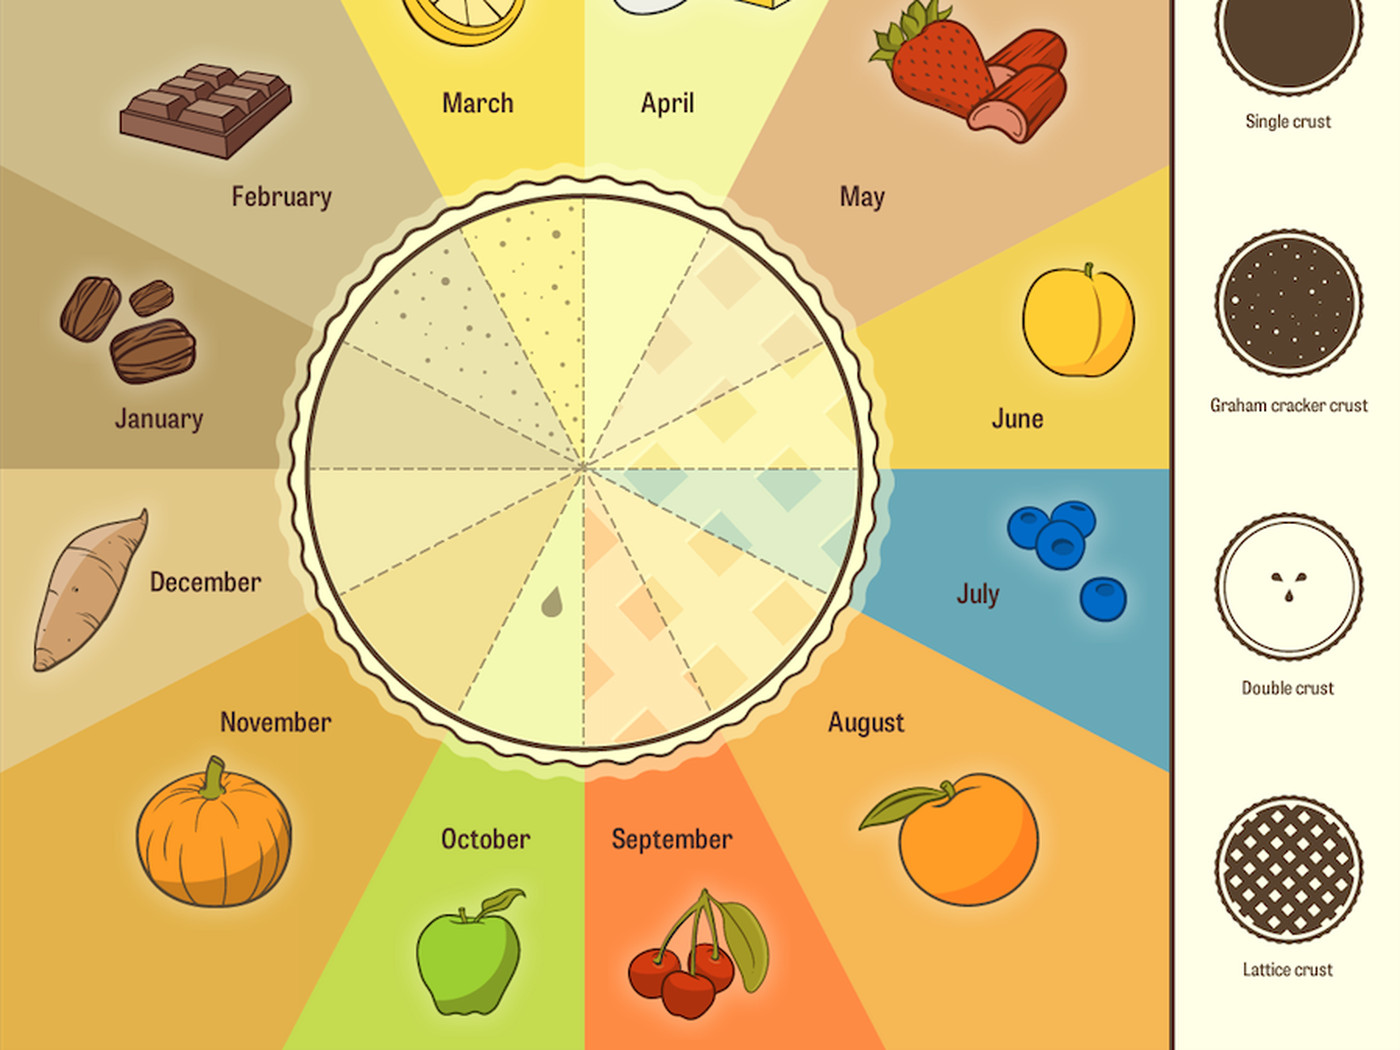 March
April
Single crust
February
May
January
June
Graham cracker crust
December
July
Double crust
November
August
October
September
Lattice crust